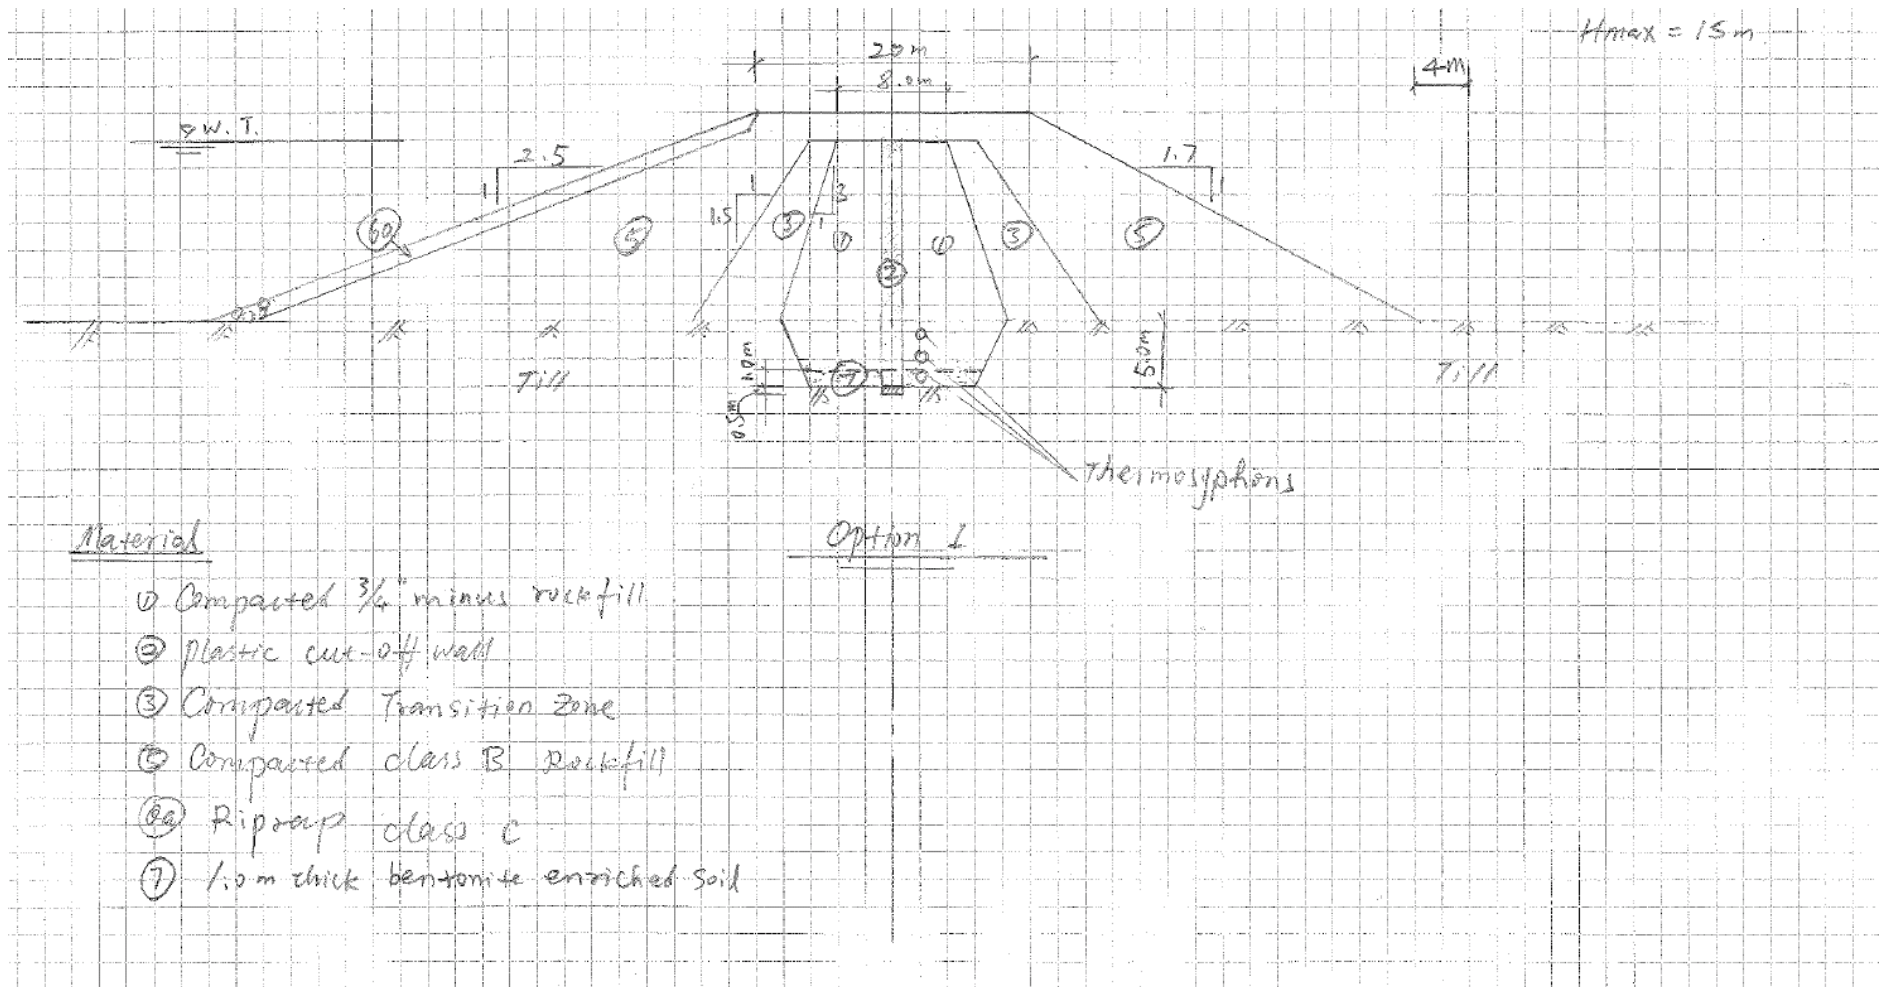 Hmax = 15m
20m
4m
8.0m
W.T.
2.5
1
1.7
1
1
1.5
3
1
6a
5
3
1
1
3
5
2
1.0m
7
5.0m
Till
Till
0.5m
Thermosyphons
Material
Option 1
① Compacted 3/4" minus rockfill
② Plastic cut-off wall
③ Compacted Transition Zone
⑤ Compacted class B Rockfill
6a Riprap class C
⑦ 1.0m thick bentonite enriched soil